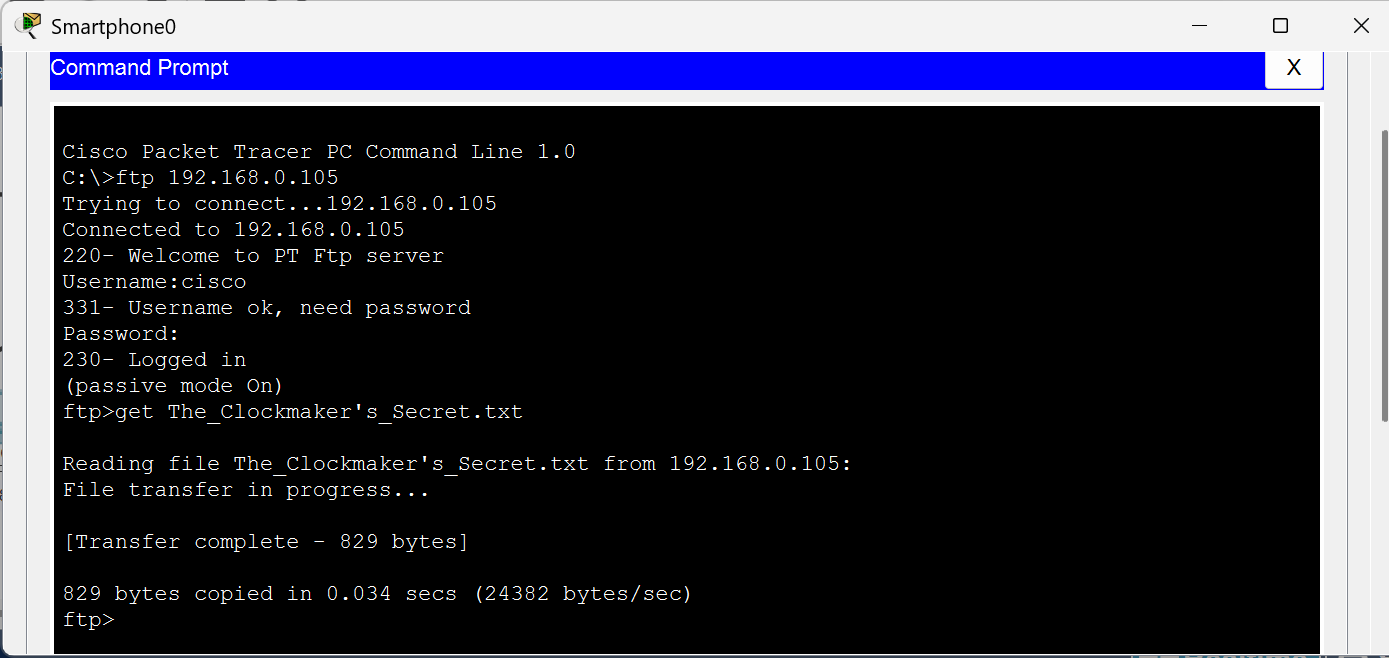 Smartphone0
Command Prompt
X
Cisco Packet Tracer PC Command Line 1.0
C:\>ftp 192.168.0.105
Trying to connect...192.168.0.105
Connected to 192.168.0.105
220- Welcome to PT Ftp server
Username:cisco
331- Username ok, need password
Password:
230- Logged in
(passive mode On)
ftp>get The_Clockmaker's_Secret.txt
Reading file The_Clockmaker's_Secret.txt from 192.168.0.105:
File transfer in progress...
[Transfer complete - 829 bytes]
829 bytes copied in 0.034 secs (24382 bytes/sec)
ftp>